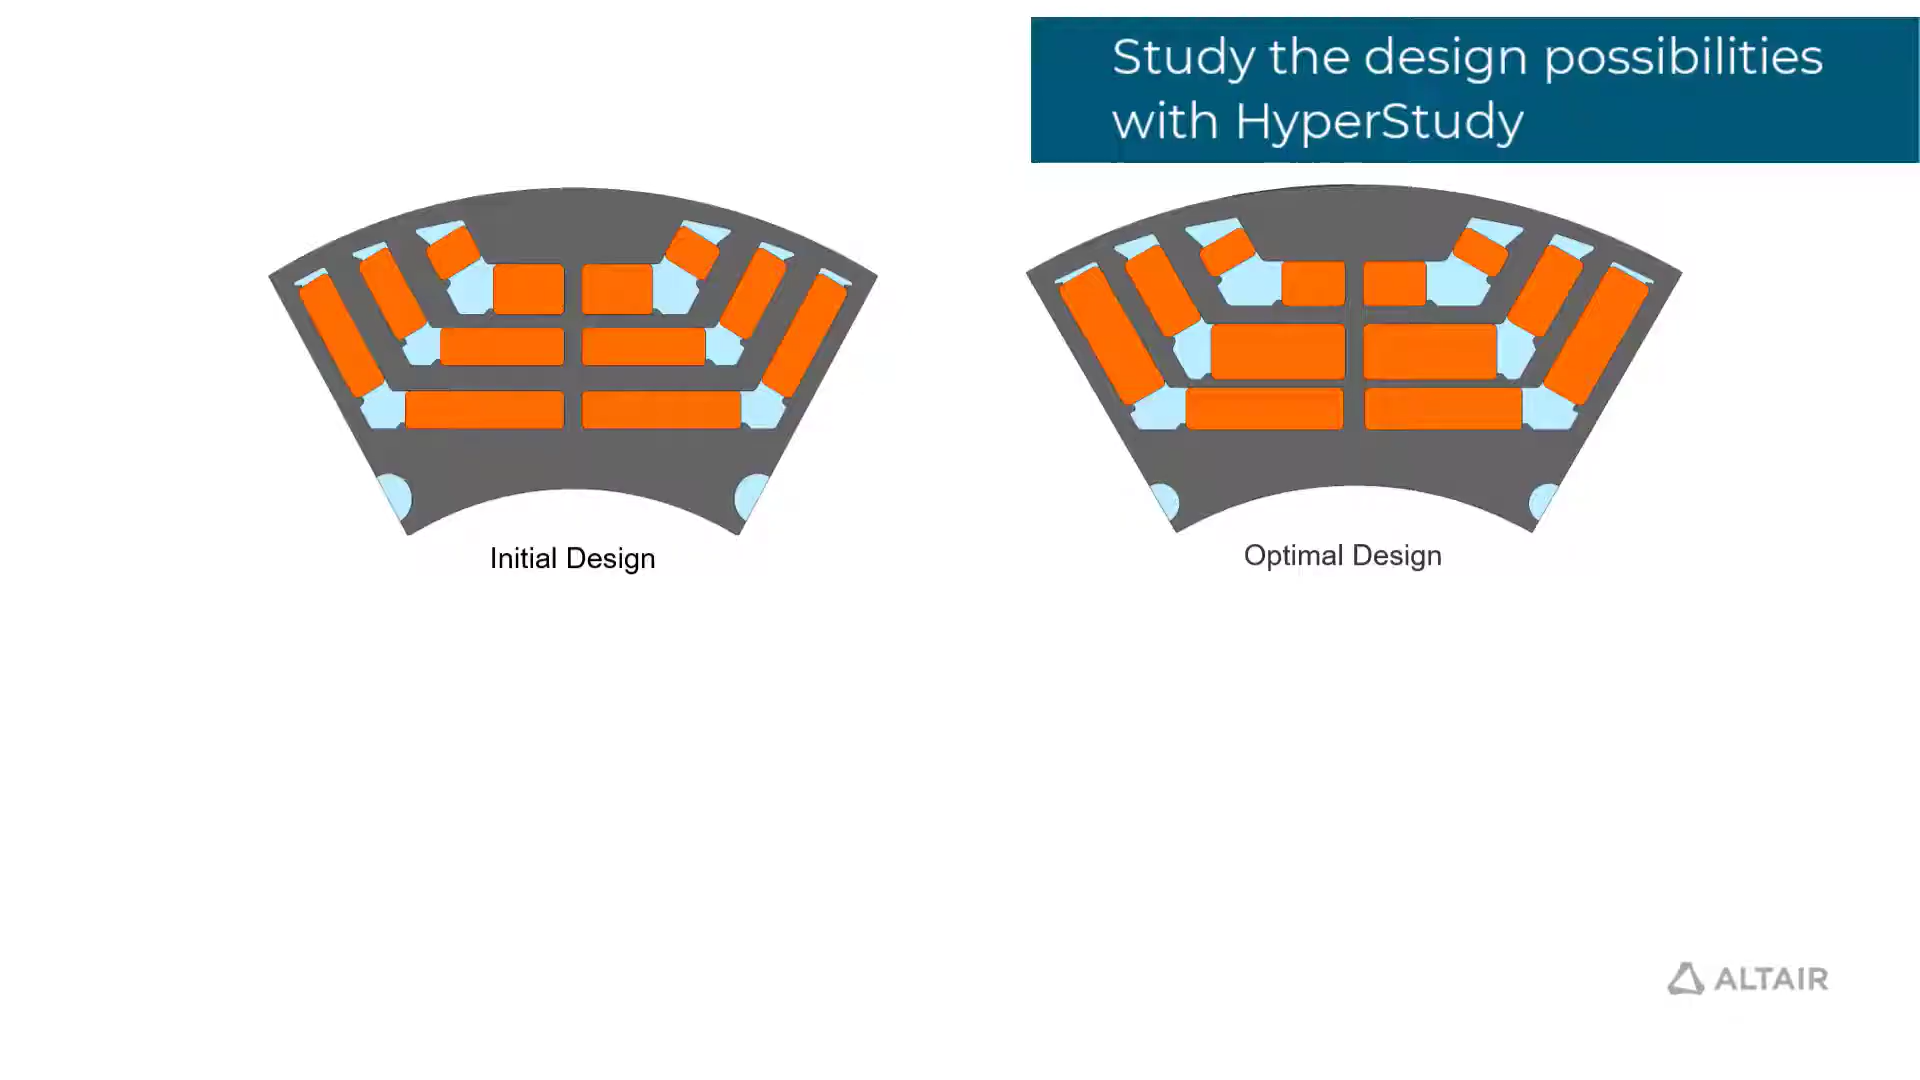 Study the design possibilities
with HyperStudy
Initial Design
Optimal Design
ALTAIR